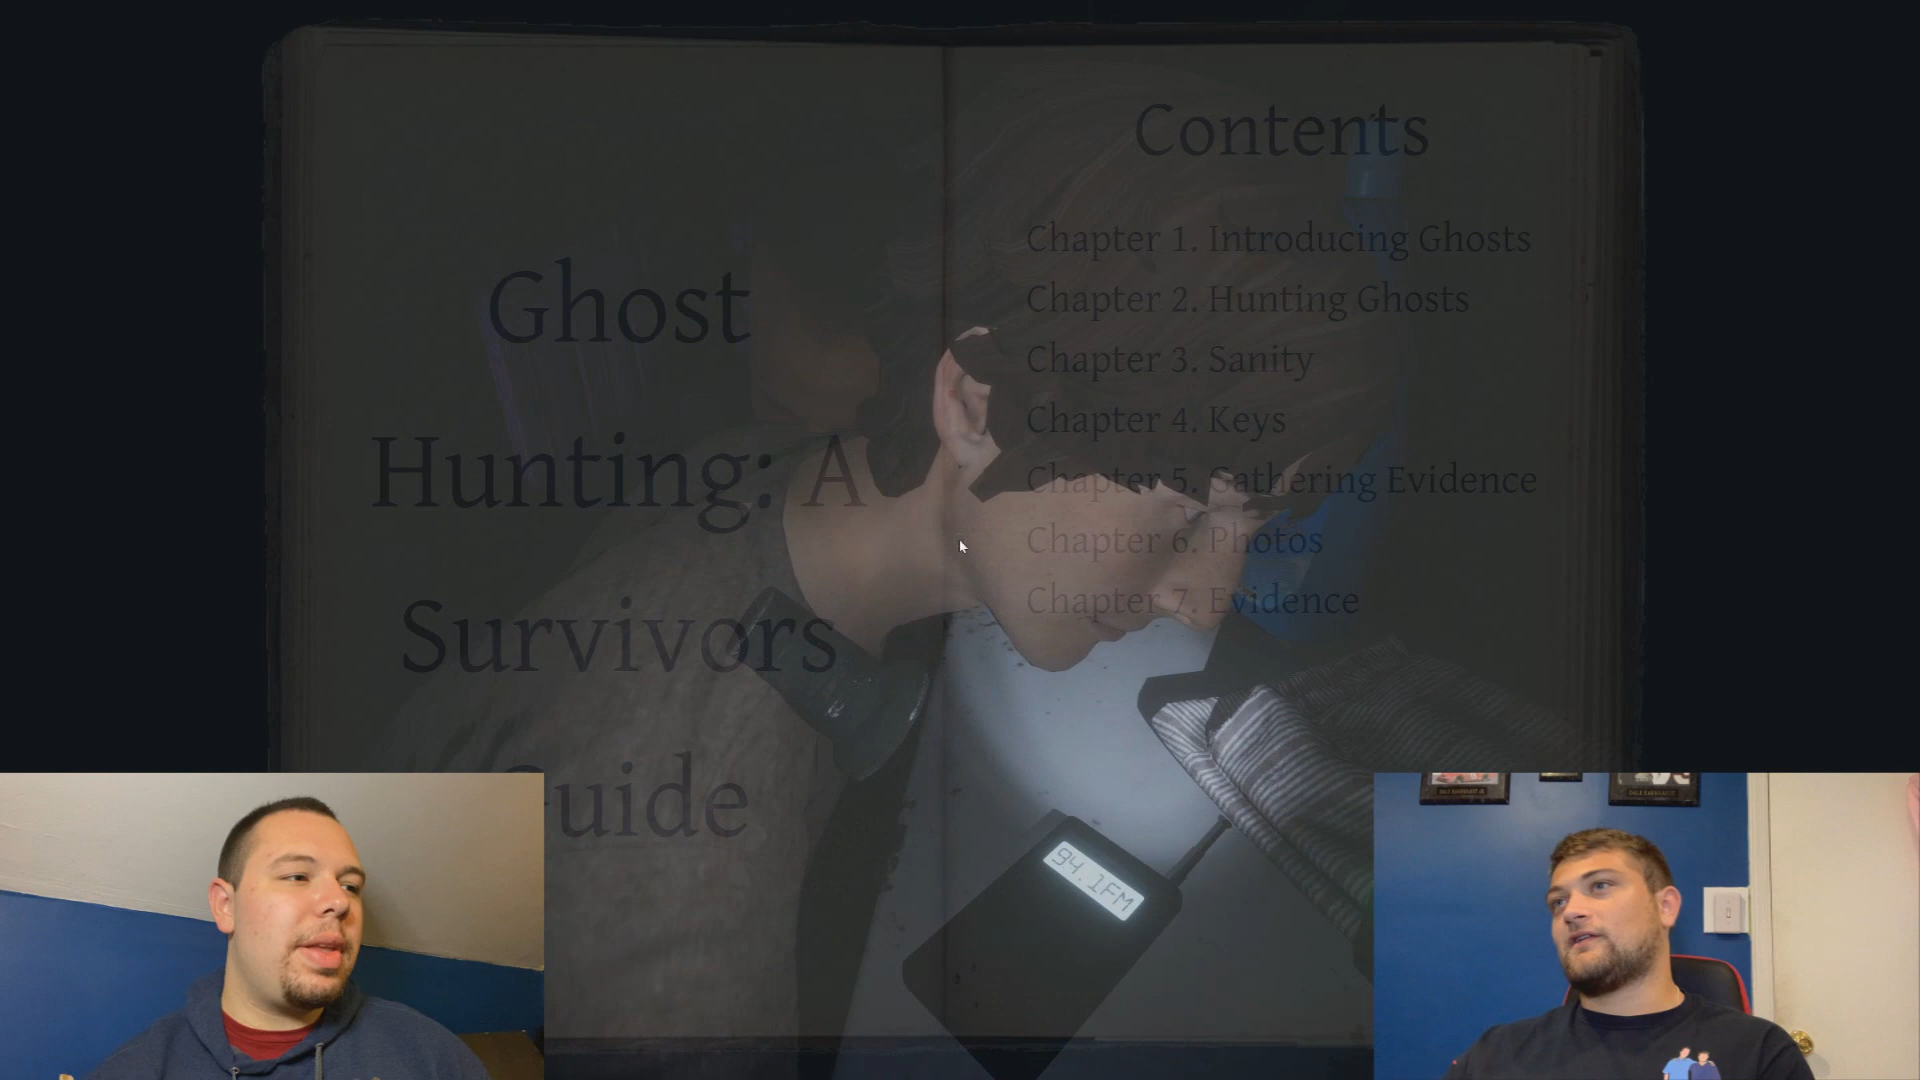 Ghost
Hunting: A
Survivors
Guide
Contents
Chapter 1. Introducing Ghosts
Chapter 2. Hunting Ghosts
Chapter 3. Sanity
Chapter 4. Keys
Chapter 5. Gathering Evidence
Chapter 6. Photos
Chapter 7. Evidence
94.1FM